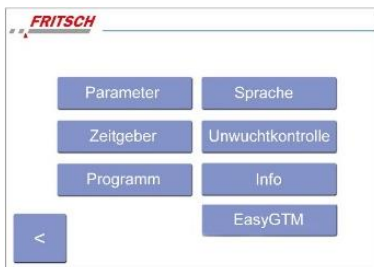 FRITSCH
Parameter
Sprache
Zeitgeber
Unwuchtkontrolle
Programm
Info
EasyGTM
<